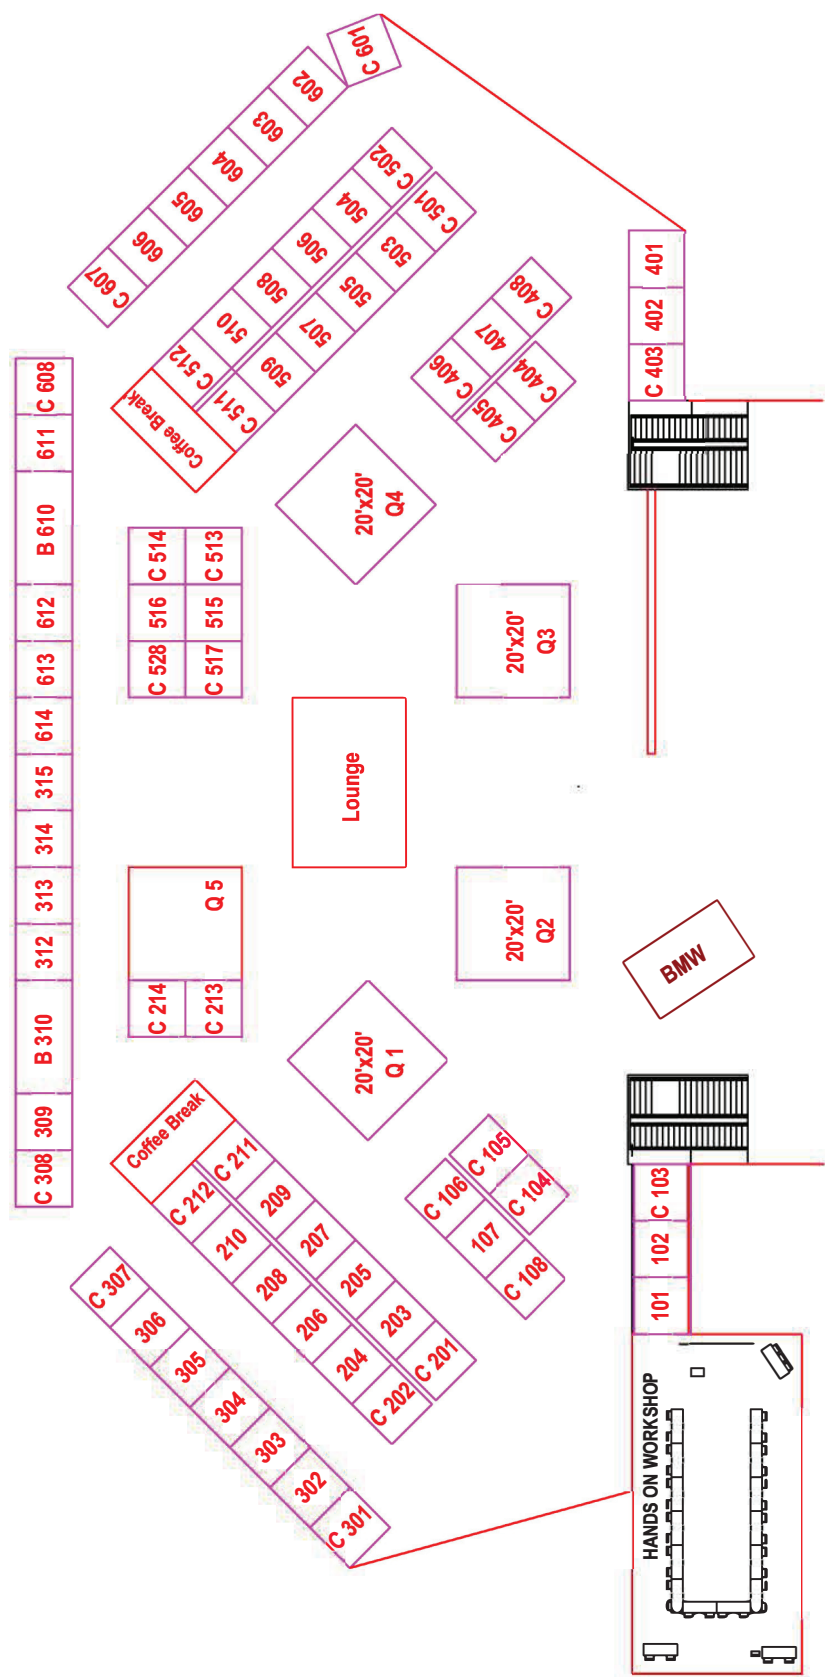 C 601
602
603
604
605
606
C 607
C 502
504
506
508
510
C 512
C 501
503
505
507
509
C 511
Coffee Break
C 408
407
C 406
C 404
C 405
401
402
C 403
C 608
611
B 610
612
613
614
315
314
313
312
B 310
309
C 308
C 514
C 513
516
515
C 528
C 517
20'x20'
Q4
20'x20'
Q3
Lounge
Q 5
C 214
C 213
20'x20'
Q2
20'x20'
Q 1
BMW
Coffee Break
C 211
209
207
205
203
C 201
C 212
210
208
206
204
C 202
C 105
C 104
C 106
107
C 108
C 103
102
101
C 307
306
305
304
303
302
C 301
HANDS ON WORKSHOP